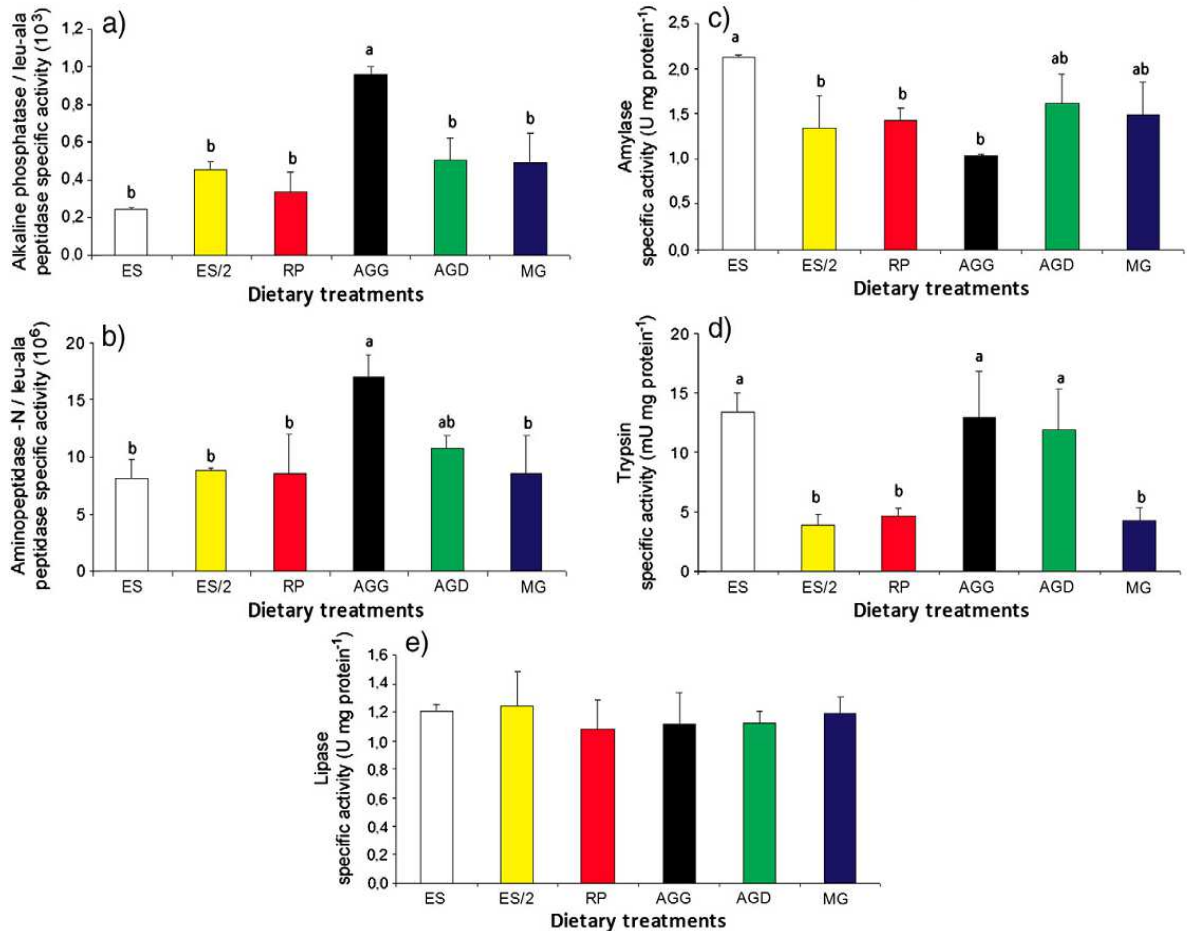 a)
Alkaline phosphatase / leu-ala
peptidase specific activity (10³)
1,2
1,0
0,8
0,6
0,4
0,2
0.0
b
b
b
a
b
b
ES
ES/2
RP
AGG
AGD
MG
Dietary treatments
b)
Aminopeptidase -N / leu-ala
peptidase specific activity (10⁶)
20
15
10
5
0
b
b
b
a
ab
b
ES
ES/2
RP
AGG
AGD
MG
Dietary treatments
c)
Amylase
specific activity (U mg protein⁻¹)
2,5
2.0
1,5
1,0
0,5
0,0
a
b
b
b
ab
ab
ES
ES/2
RP
AGG
AGD
MG
Dietary treatments
d)
Trypsin
specific activity (mU mg protein⁻¹)
20
15
10
5
0
a
b
b
a
a
b
ES
ES/2
RP
AGG
AGD
MG
Dietary treatments
e)
Lipase
specific activity (U mg protein⁻¹)
1,6
1,4
1,2
1,0
0,8
0,6
0,4
0,2
0,0
ES
ES/2
RP
AGG
AGD
MG
Dietary treatments